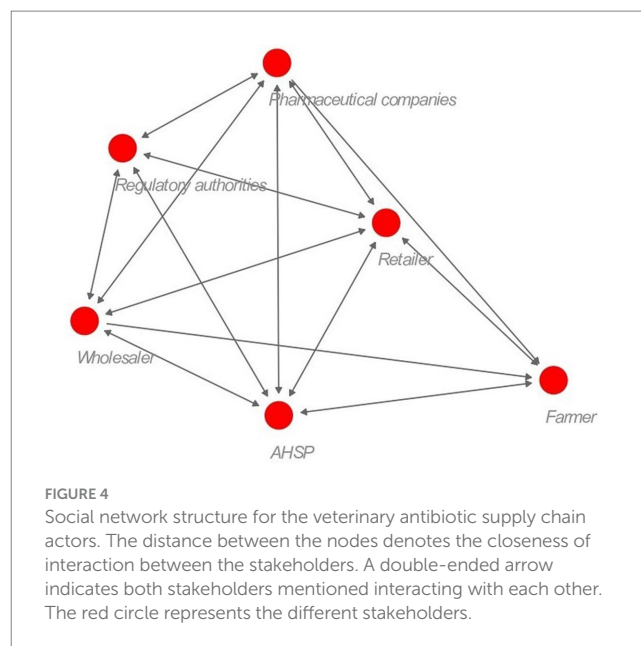 Pharmaceutical companies
Regulatory authorities
Retailer
Wholesaler
Farmer
AHSP
FIGURE 4
Social network structure for the veterinary antibiotic supply chain
actors. The distance between the nodes denotes the closeness of
interaction between the stakeholders. A double-ended arrow
indicates both stakeholders mentioned interacting with each other.
The red circle represents the different stakeholders.